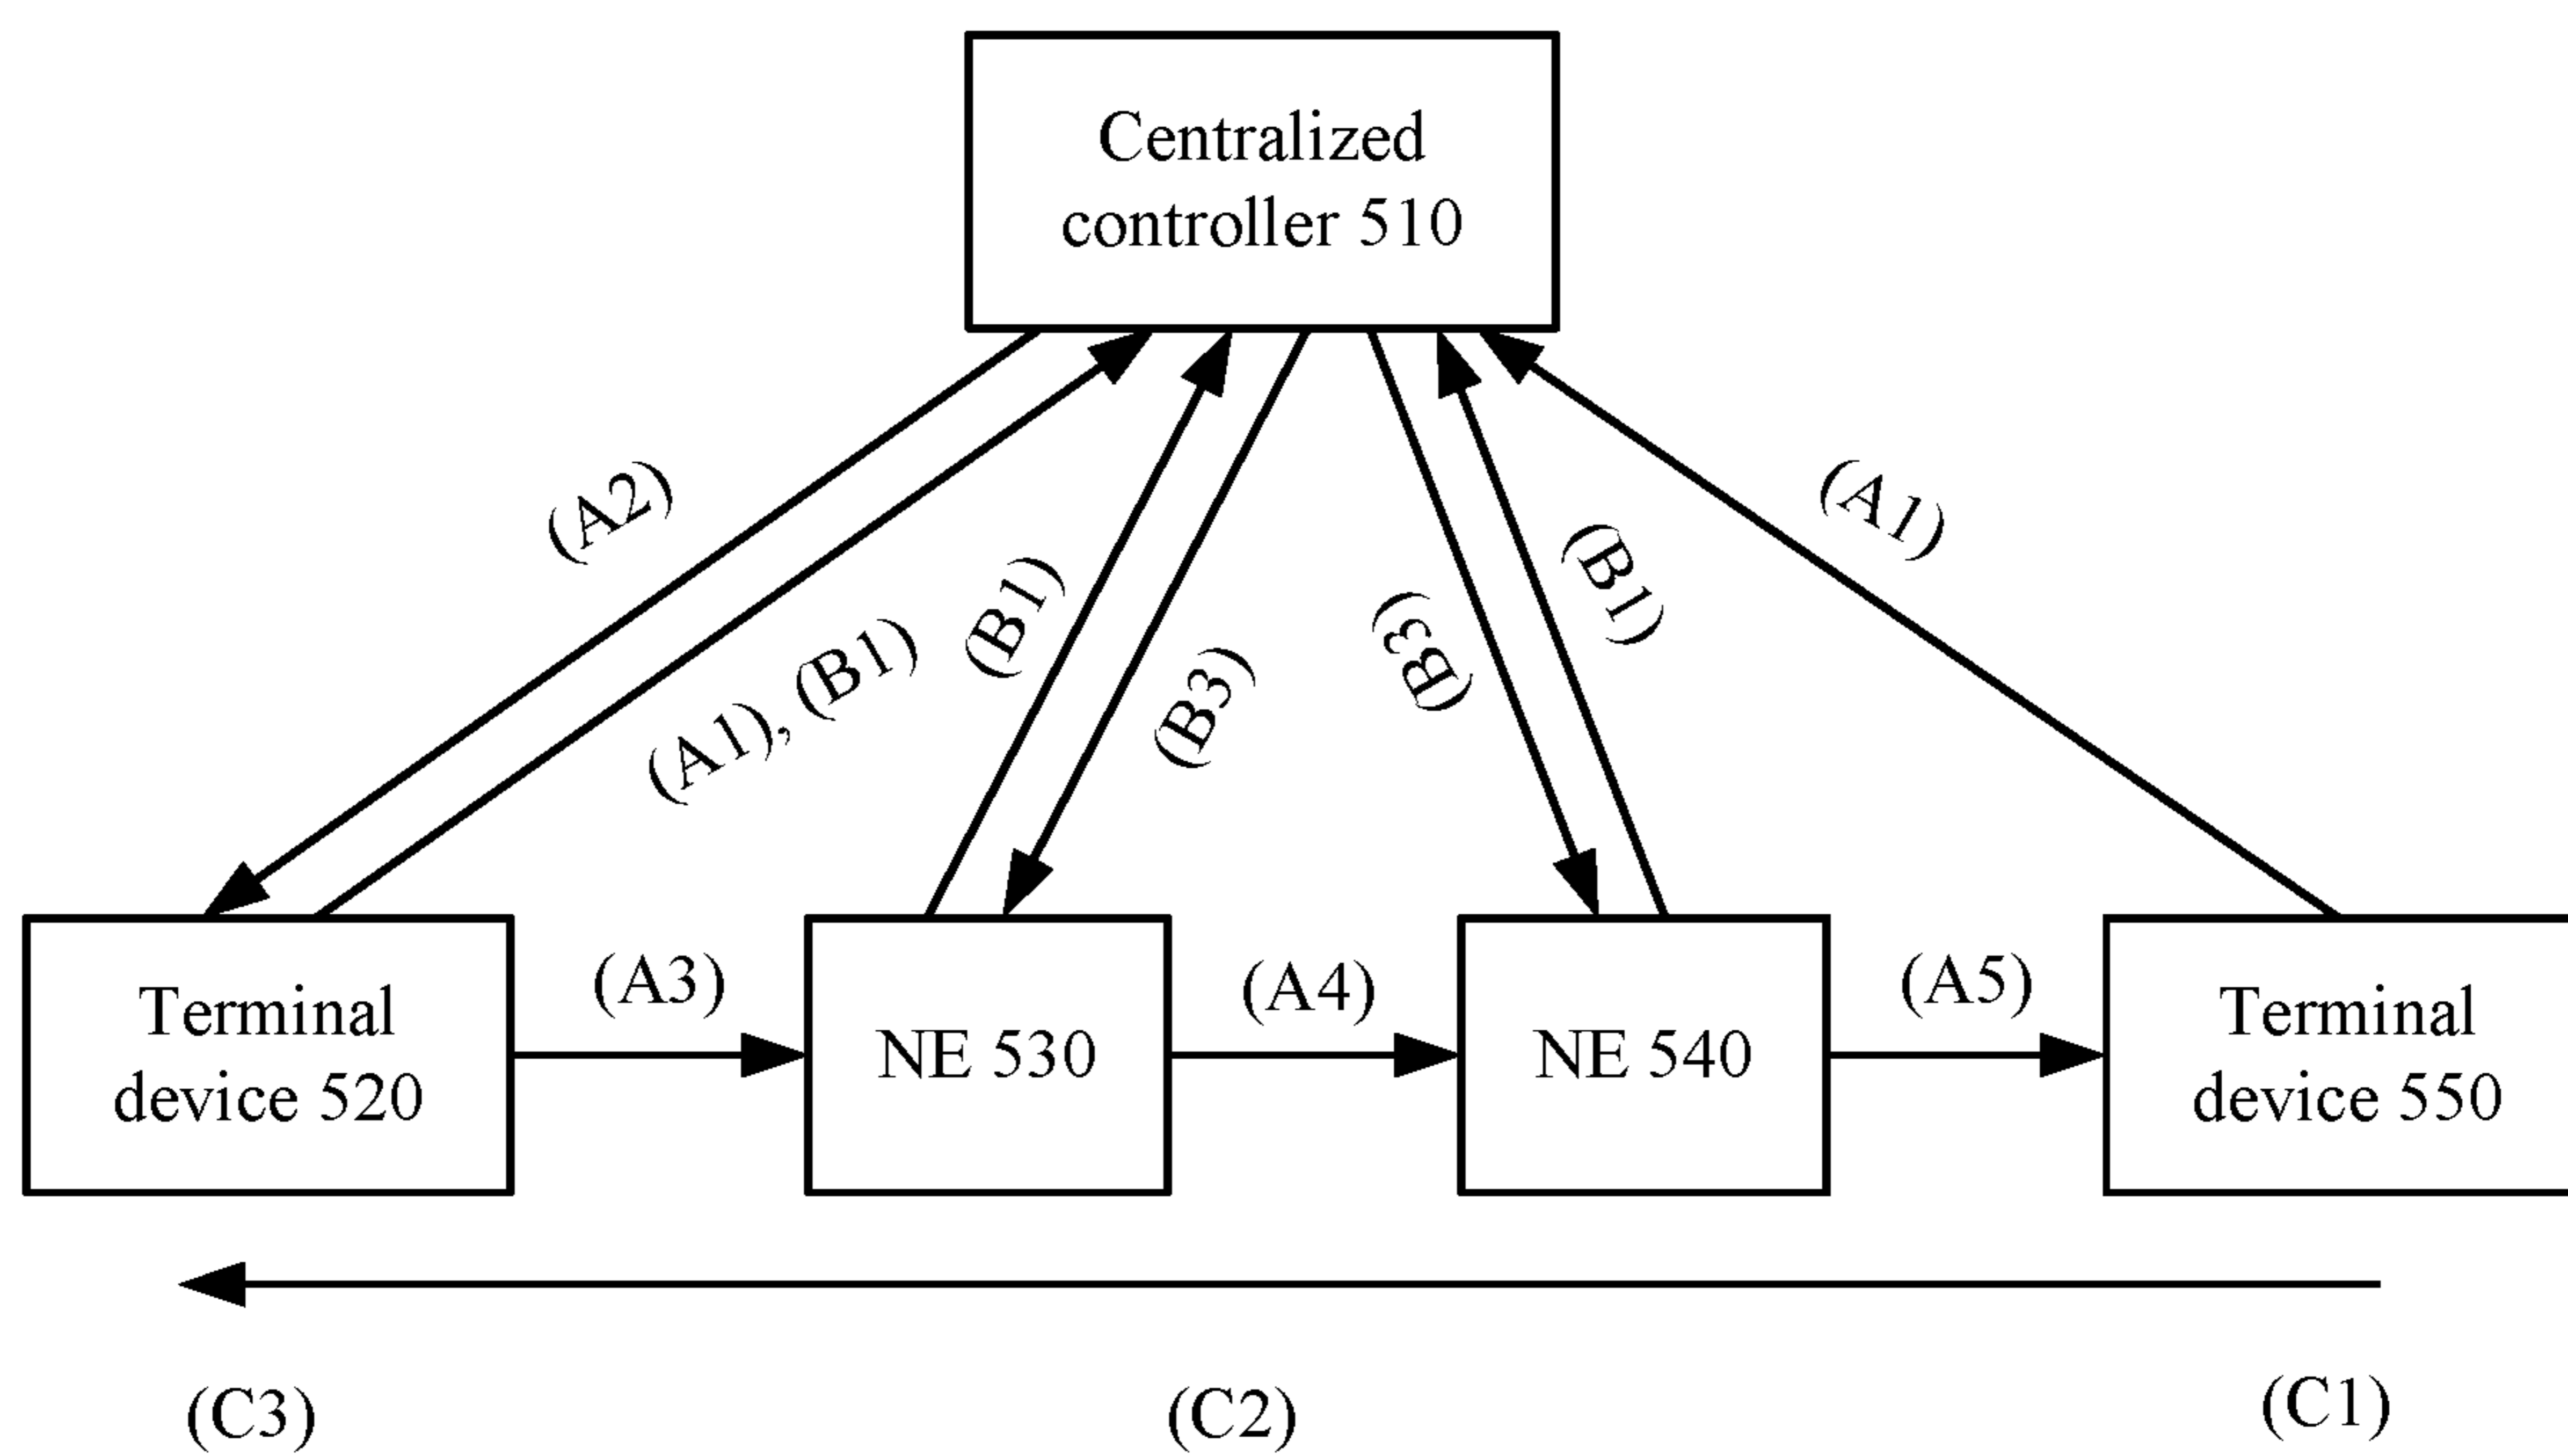 Centralized
controller 510
(A2)
(A1), (B1)
(B1)
(B3)
(B3)
(B1)
(A1)
Terminal
device 520
(A3)
NE 530
(A4)
NE 540
(A5)
Terminal
device 550
(C3)
(C2)
(C1)